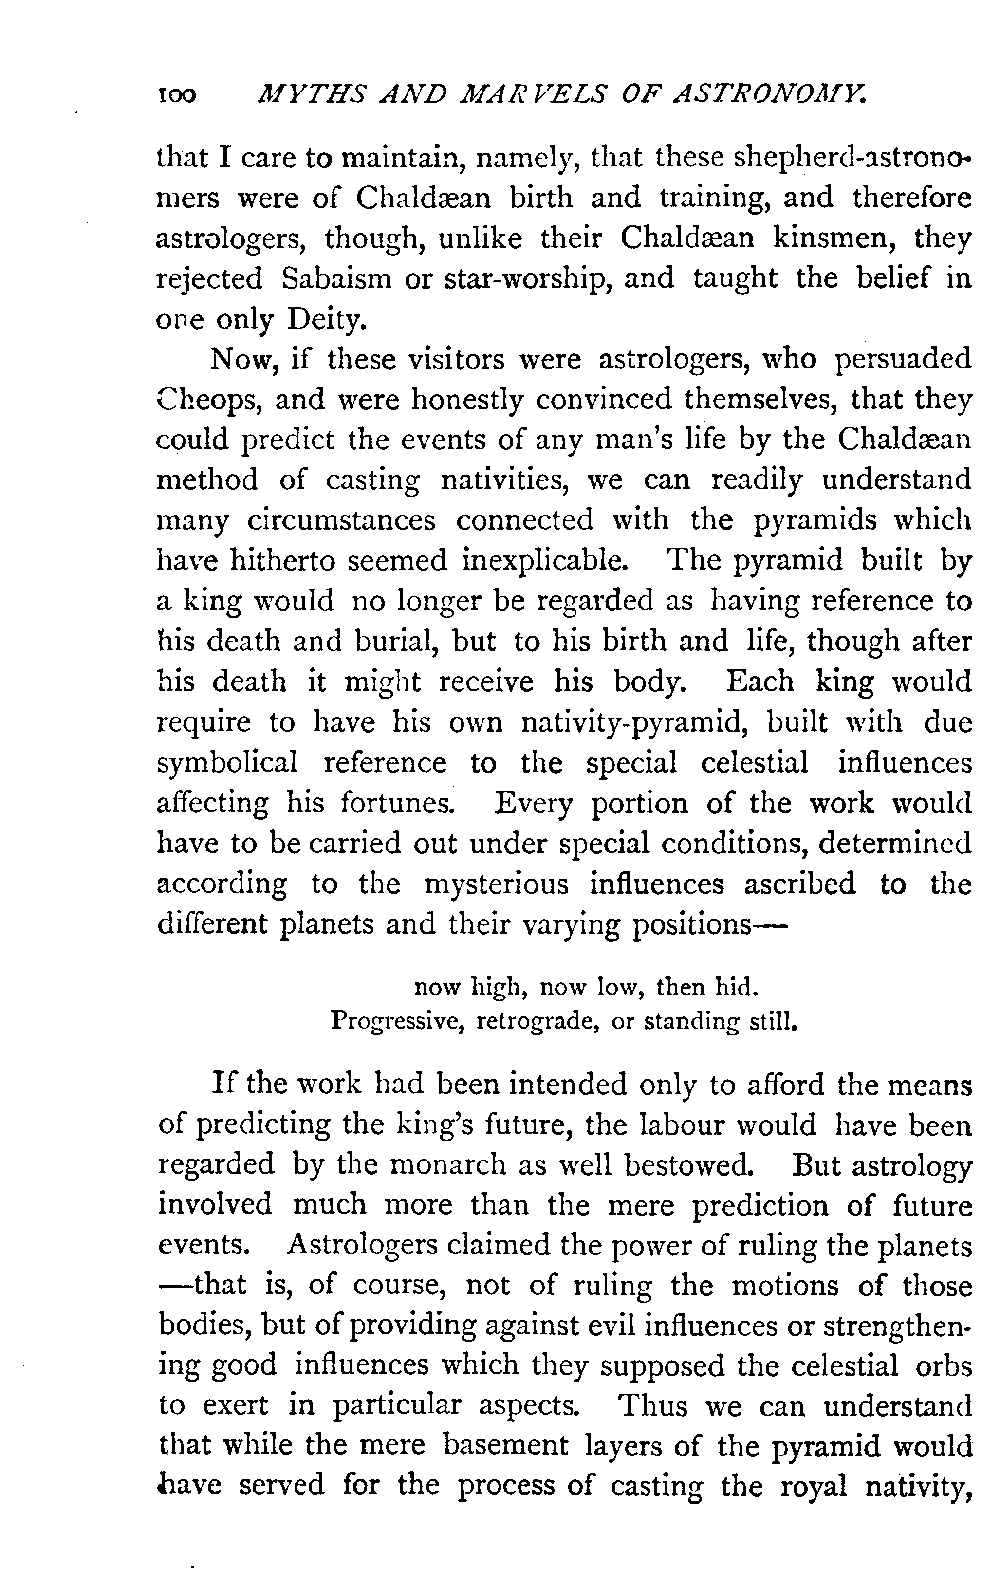 100 MYTHS AND MARVELS OF ASTRONOMY.
that I care to maintain, namely, that these shepherd-astrono-
mers were of Chaldæan birth and training, and therefore
astrologers, though, unlike their Chaldæan kinsmen, they
rejected Sabaism or star-worship, and taught the belief in
one only Deity.
Now, if these visitors were astrologers, who persuaded
Cheops, and were honestly convinced themselves, that they
could predict the events of any man's life by the Chaldæan
method of casting nativities, we can readily understand
many circumstances connected with the pyramids which
have hitherto seemed inexplicable. The pyramid built by
a king would no longer be regarded as having reference to
his death and burial, but to his birth and life, though after
his death it might receive his body. Each king would
require to have his own nativity-pyramid, built with due
symbolical reference to the special celestial influences
affecting his fortunes. Every portion of the work would
have to be carried out under special conditions, determined
according to the mysterious influences ascribed to the
different planets and their varying positions—
now high, now low, then hid.
Progressive, retrograde, or standing still.
If the work had been intended only to afford the means
of predicting the king's future, the labour would have been
regarded by the monarch as well bestowed. But astrology
involved much more than the mere prediction of future
events. Astrologers claimed the power of ruling the planets
—that is, of course, not of ruling the motions of those
bodies, but of providing against evil influences or strengthen-
ing good influences which they supposed the celestial orbs
to exert in particular aspects. Thus we can understand
that while the mere basement layers of the pyramid would
have served for the process of casting the royal nativity,